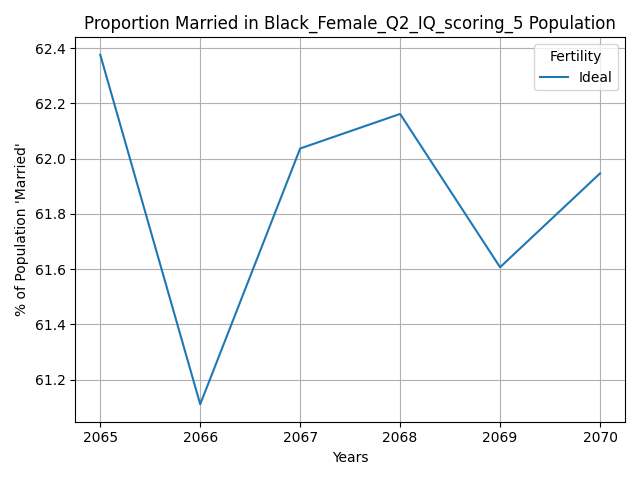 Proportion Married in Black_Female_Q2_IQ_scoring_5 Population
% of Population 'Married'
62.4
62.2
62.0
61.8
61.6
61.4
61.2
Fertility
Ideal
2065 2066 2067 2068 2069 2070
Years